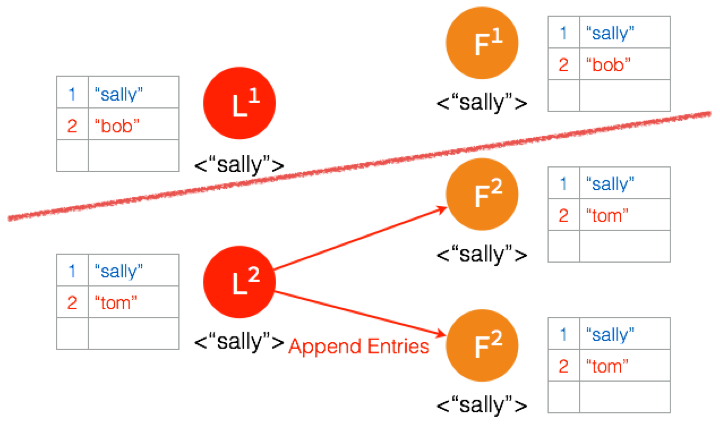 F¹
1 "sally"
2 "bob"
<"sally">
1 "sally"
2 "bob"
L¹
<"sally">
F²
1 "sally"
2 "tom"
<"sally">
1 "sally"
2 "tom"
L²
<"sally">
Append Entries
F²
1 "sally"
2 "tom"
<"sally">